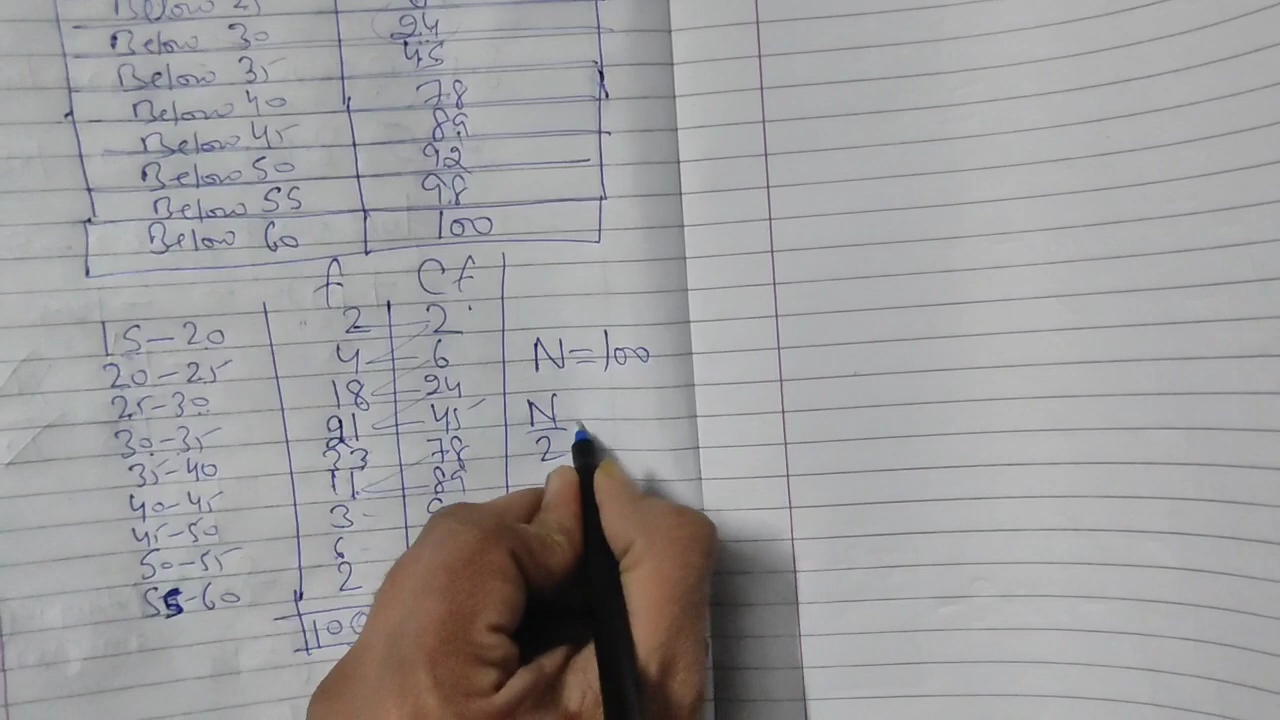 Below 25
Below 30 24
Below 35 45
Below 40 78
Below 45 89
Below 50 92
Below 55 98
Below 60 100
f Cf
15-20 2 2
20-25 4 6
25-30 18 24
30-35 21 45
35-40 33 78
40-45 11 89
45-50 3
50-55 6
55-60 2
100
N=100
N
2